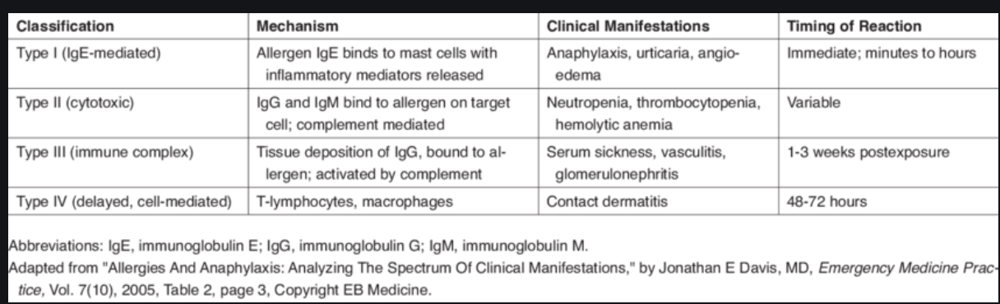 Classification Mechanism Clinical Manifestations Timing of Reaction
Type I (IgE-mediated) Allergen IgE binds to mast cells with Anaphylaxis, urticaria, angio- Immediate; minutes to hours
inflammatory mediators released edema
Type II (cytotoxic) IgG and IgM bind to allergen on target Neutropenia, thrombocytopenia, Variable
cell; complement mediated hemolytic anemia
Type III (immune complex) Tissue deposition of IgG, bound to al- Serum sickness, vasculitis, 1-3 weeks postexposure
lergen; activated by complement glomerulonephritis
Type IV (delayed, cell-mediated) T-lymphocytes, macrophages Contact dermatitis 48-72 hours
Abbreviations: IgE, immunoglobulin E; IgG, immunoglobulin G; IgM, immunoglobulin M.
Adapted from "Allergies And Anaphylaxis: Analyzing The Spectrum Of Clinical Manifestations," by Jonathan E Davis, MD, Emergency Medicine Prac-
tice, Vol. 7(10), 2005, Table 2, page 3, Copyright EB Medicine.